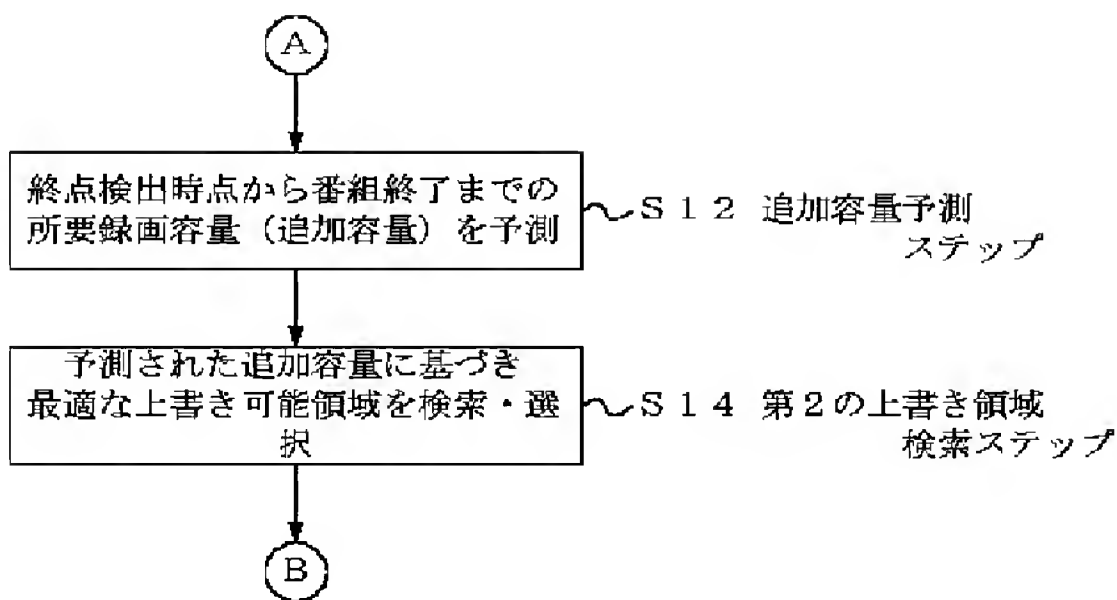 A
終点検出時点から番組終了までの
所要録画容量（追加容量）を予測
S12 追加容量予測
ステップ
予測された追加容量に基づき
最適な上書き可能領域を検索・選
択
S14 第2の上書き領域
検索ステップ
B